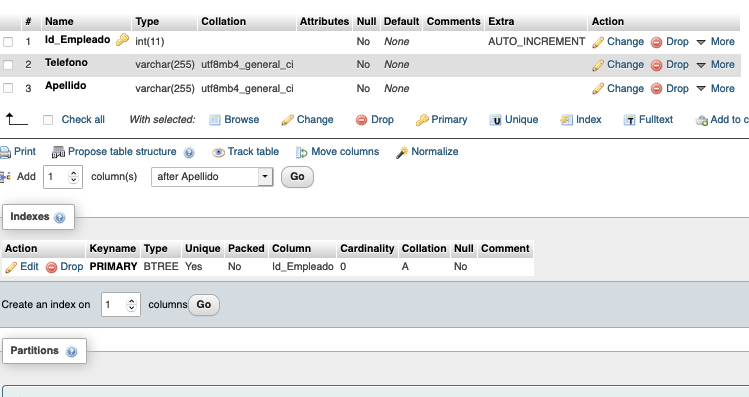 # Name Type Collation Attributes Null Default Comments Extra Action
1 Id_Empleado int(11) No None AUTO_INCREMENT Change Drop More
2 Telefono varchar(255) utf8mb4_general_ci No None Change Drop More
3 Apellido varchar(255) utf8mb4_general_ci No None Change Drop More
Check all With selected: Browse Change Drop Primary Unique Index Fulltext Add to c
Print Propose table structure Track table Move columns Normalize
Add 1 column(s) after Apellido Go
Indexes
Action Keyname Type Unique Packed Column Cardinality Collation Null Comment
Edit Drop PRIMARY BTREE Yes No Id_Empleado 0 A No
Create an index on 1 columns Go
Partitions